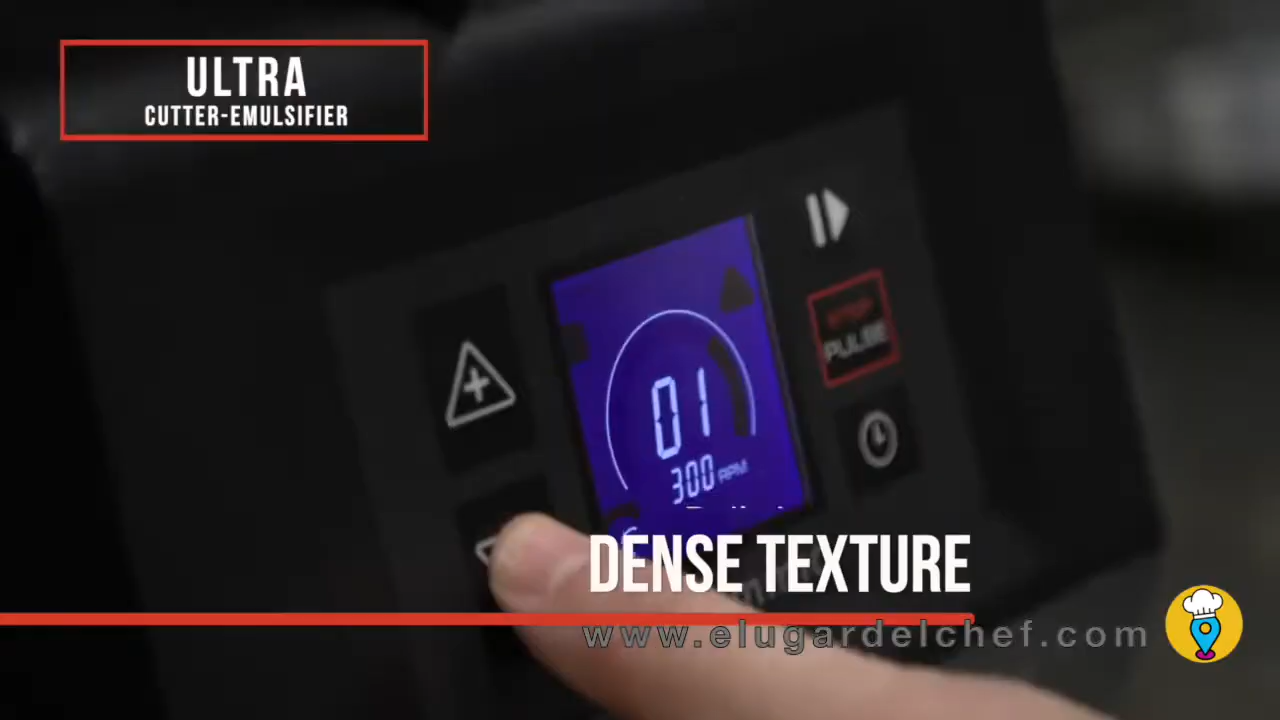 ULTRA
CUTTER-EMULSIFIER
PULSE
01
300 RPM
DENSE TEXTURE
www.elugardelchef.com